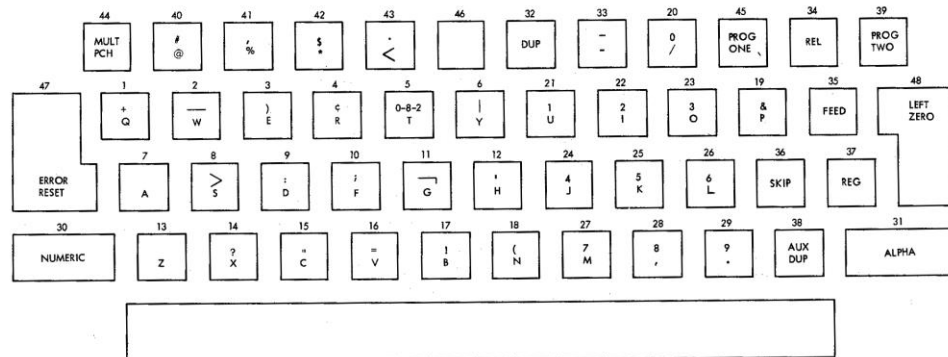 44 40 41 42 43 46 32 33 20 45 34 39
MULT # , $ . DUP – 0 PROG REL PROG
PCH @ % * < - / ONE TWO
47 1 2 3 4 5 6 21 22 23 19 35 48
+ — ) ¢ 0-8-2 | 1 2 3 & FEED LEFT
Q W E R T Y U I O P ZERO
7 8 9 10 11 12 24 25 26 36 37
ERROR > : ; ¬ ' 4 5 6 SKIP REG
RESET A S D F G H J K L
30 13 14 15 16 17 18 27 28 29 38 31
NUMERIC ? " = ! ( 7 8 9 AUX ALPHA
Z X C V B N M , . DUP